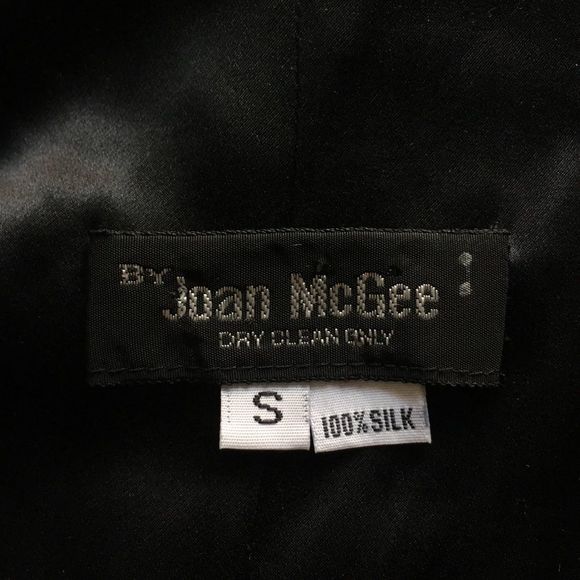 BY
Joan McGee
DRY CLEAN ONLY
S
100% SILK